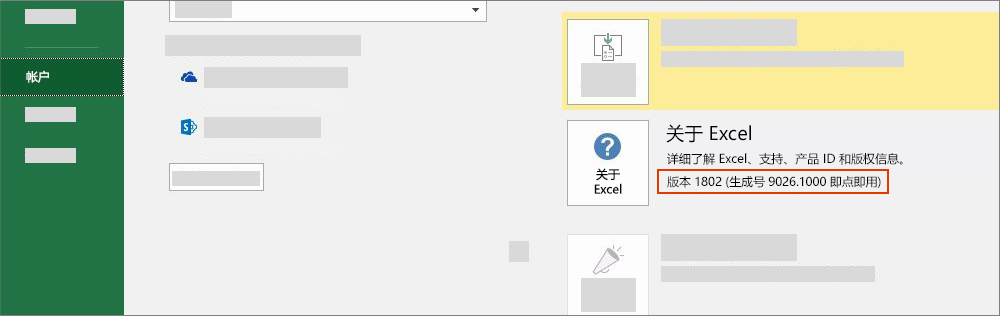 帐户
关于 Excel
详细了解 Excel、支持、产品 ID 和版权信息。
版本 1802 (生成号 9026.1000 即点即用)
关于
Excel